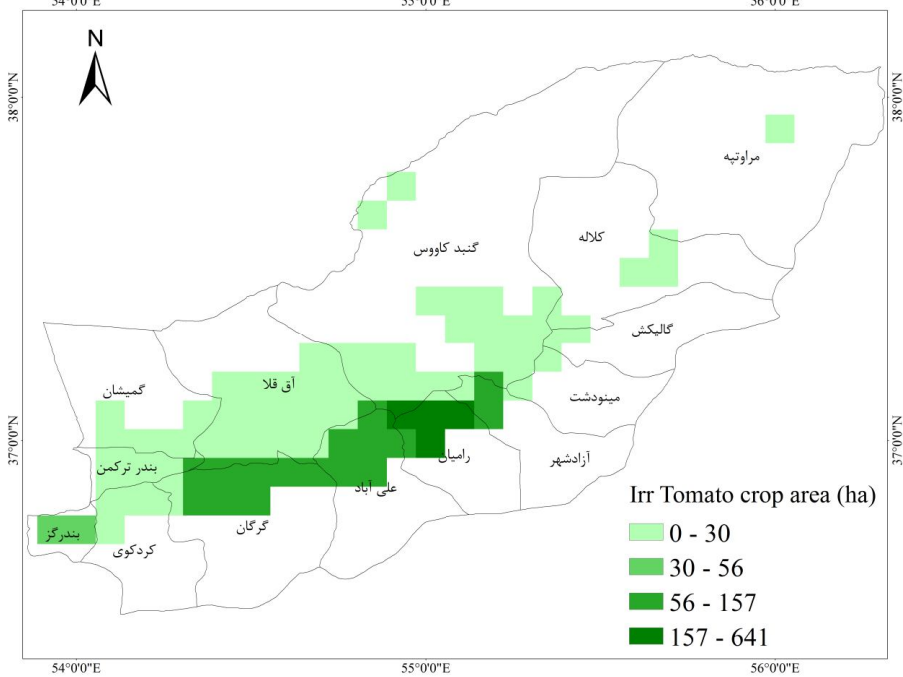 54°0'0"E 55°0'0"E 56°0'0"E
N
38°0'0"N 38°0'0"N
مراوتپه
کلاله
گنبد کاووس
گالیکش
آق قلا
گمیشان
مینودشت
37°0'0"N 37°0'0"N
رامیان
آزادشهر
بندر ترکمن
علی آباد
گرگان
بندرگز
کردکوی
Irr Tomato crop area (ha)
0 - 30
30 - 56
56 - 157
157 - 641
54°0'0"E 55°0'0"E 56°0'0"E